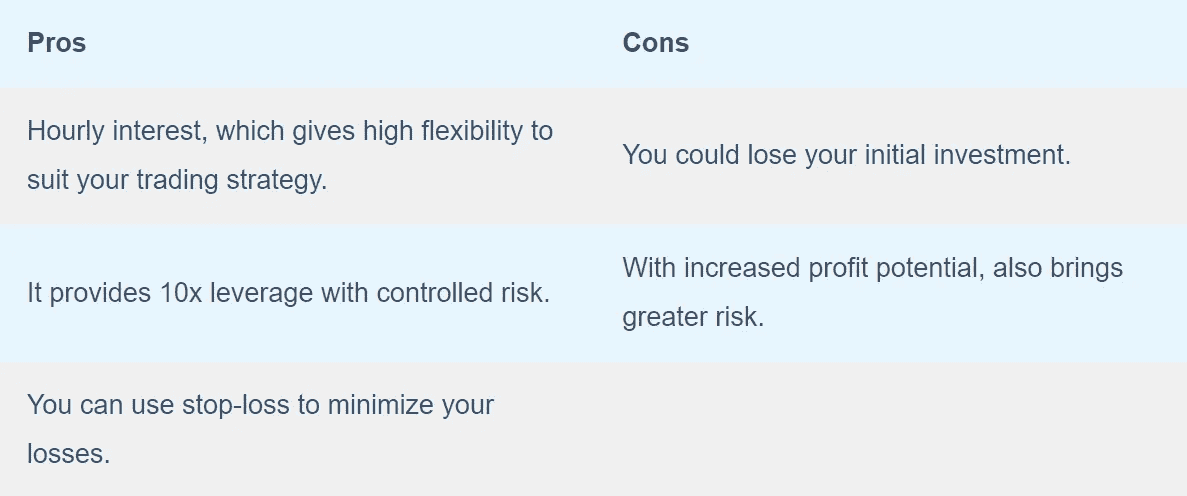 Pros
Cons
Hourly interest, which gives high flexibility to
suit your trading strategy.
You could lose your initial investment.
It provides 10x leverage with controlled risk.
With increased profit potential, also brings
greater risk.
You can use stop-loss to minimize your
losses.